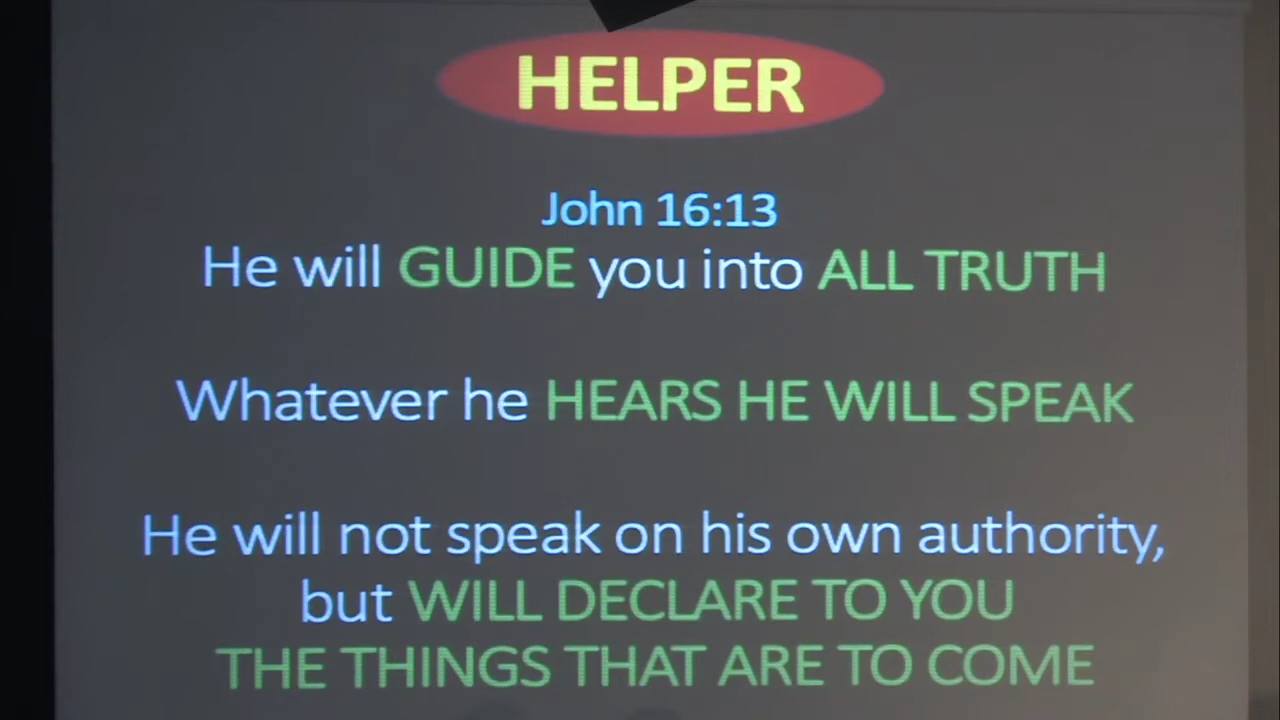 HELPER
John 16:13
He will GUIDE you into ALL TRUTH
Whatever he HEARS HE WILL SPEAK
He will not speak on his own authority,
but WILL DECLARE TO YOU
THE THINGS THAT ARE TO COME